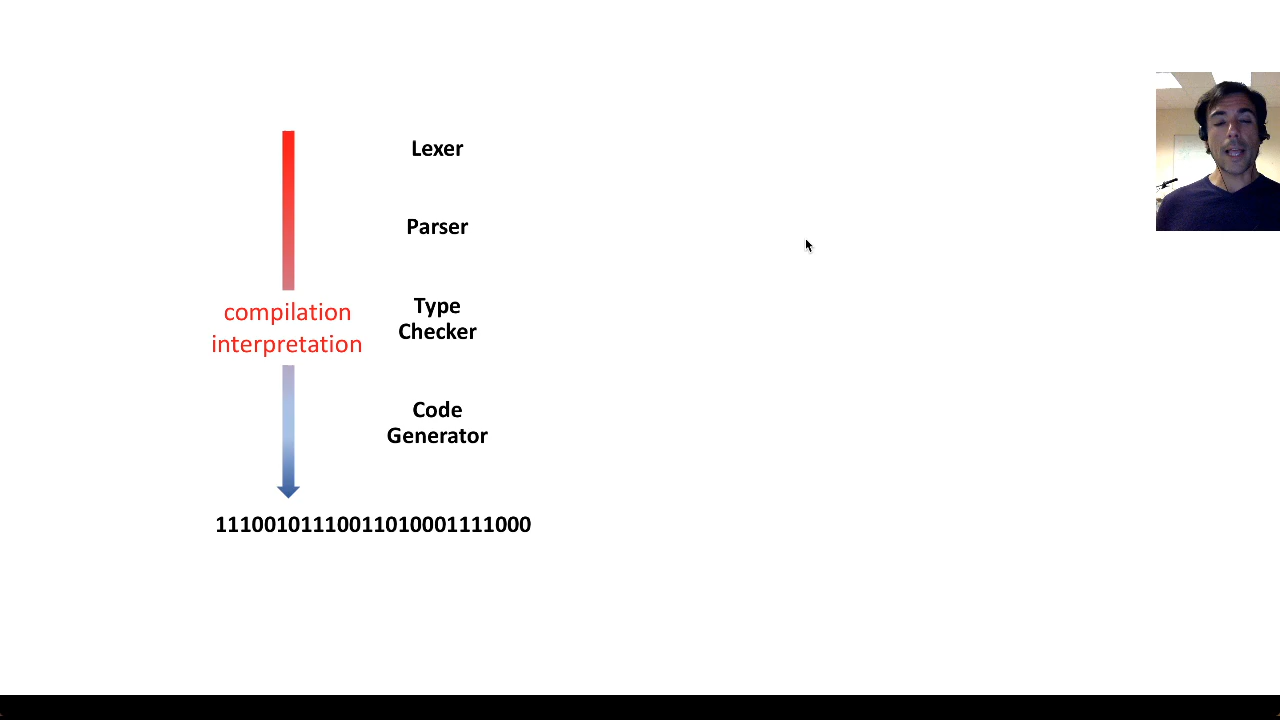 Lexer
Parser
compilation
interpretation
Type
Checker
Code
Generator
11100101110011010001111000